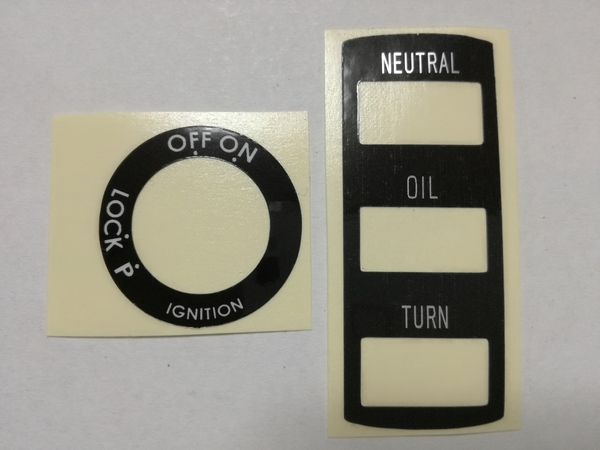 OFF ON
LOCK P
IGNITION
NEUTRAL
OIL
TURN